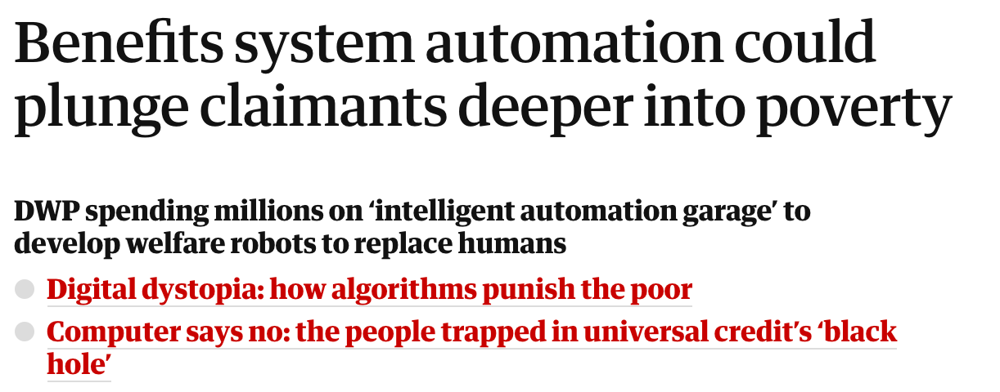 Benefits system automation could
plunge claimants deeper into poverty
DWP spending millions on ‘intelligent automation garage’ to
develop welfare robots to replace humans
Digital dystopia: how algorithms punish the poor
Computer says no: the people trapped in universal credit’s ‘black
hole’